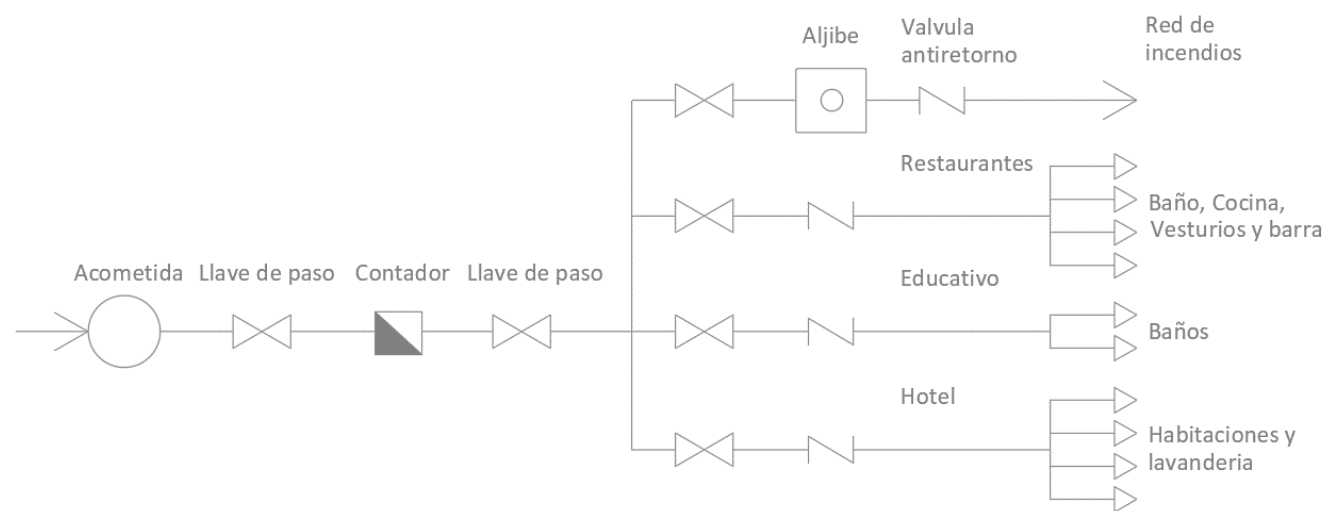 Aljibe
Valvula
antiretorno
Red de
incendios
Restaurantes
Baño, Cocina,
Vesturios y barra
Acometida
Llave de paso
Contador
Llave de paso
Educativo
Baños
Hotel
Habitaciones y
lavanderia